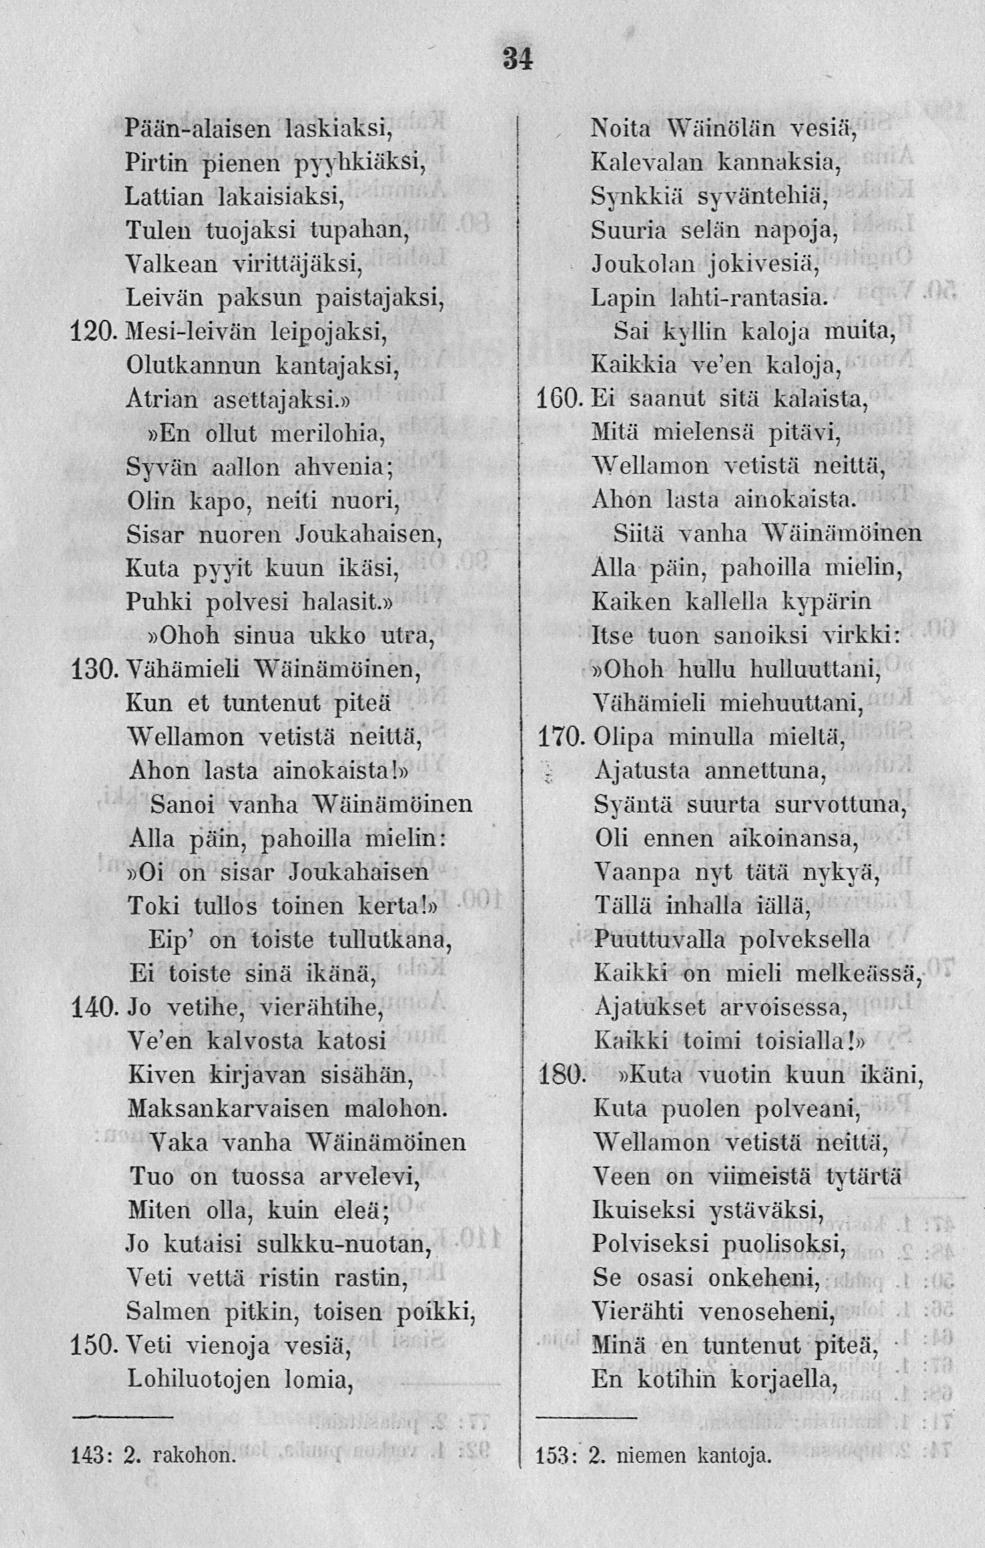 34
Pään-alaisen laskiaksi,
Pirtin pienen pyyhkiäksi,
Lattian lakaisiaksi,
Tulen tuojaksi tupahan,
Valkean virittäjäksi,
Leivän paksun paistajaksi,
120. Mesi-leivän leipojaksi,
Olutkannun kantajaksi,
Atrian asettajaksi.»
»En ollut merilohia,
Syvän aallon ahvenia;
Olin kapo, neiti nuori,
Sisar nuoren Joukahaisen,
Kuta pyyit kuun ikäsi,
Puhki polvesi halasit.»
»Ohoh sinua ukko utra,
130. Vähämieli Wäinämöinen,
Kun et tuntenut piteä
Wellamon vetistä neittä,
Ahon lasta ainokaista!»
Sanoi vanha Wäinämöinen
Alla päin, pahoilla mielin:
»Oi on sisar Joukahaisen
Toki tullos toinen kerta!»
Eip' on toiste tullutkana,
Ei toiste sinä ikänä,
140. Jo vetihe, vierähtihe,
Ve'en kalvosta katosi
Kiven kirjavan sisähän,
Maksankarvaisen malohon.
Vaka vanha Wäinämöinen
Tuo on tuossa arvelevi,
Miten olla, kuin eleä;
Jo kutaisi sulkku-nuotan,
Veti vettä ristin rastin,
Salmen pitkin, toisen poikki,
150. Veti vienoja vesiä,
Lohiluotojen lomia,
143: 2. rakohon.
Noita Wäinölän vesiä,
Kalevalan kannaksia,
Synkkiä syväntehiä,
Suuria selän napoja,
Joukolan jokivesiä,
Lapin lahti-rantasia.
Sai kyllin kaloja muita,
Kaikkia ve'en kaloja,
160. Ei saanut sitä kalaista,
Mitä mielensä pitävi,
Wellamon vetistä neittä,
Ahon lasta ainokaista.
Siitä vanha Wäinämöinen
Alla päin, pahoilla mielin,
Kaiken kallella kypärin
Itse tuon sanoiksi virkki:
»Ohoh hullu hulluuttani,
Vähämieli miehuuttani,
170. Olipa minulla mieltä,
Ajatusta annettuna,
Syäntä suurta survottuna,
Oli ennen aikoinansa,
Vaanpa nyt tätä nykyä,
Tällä inhalla iällä,
Puuttuvalla polveksella
Kaikki on mieli melkeässä,
Ajatukset arvoisessa,
Kaikki toimi toisialla!»
180. »Kuta vuotin kuun ikäni,
Kuta puolen polveani,
Wellamon vetistä neittä,
Veen on viimeistä tytärtä
Ikuiseksi ystäväksi,
Polviseksi puolisoksi,
Se osasi onkeheni,
Vierähti venoseheni,
Minä en tuntenut piteä,
En kotihin korjaella,
153: 2. niemen kantoja.